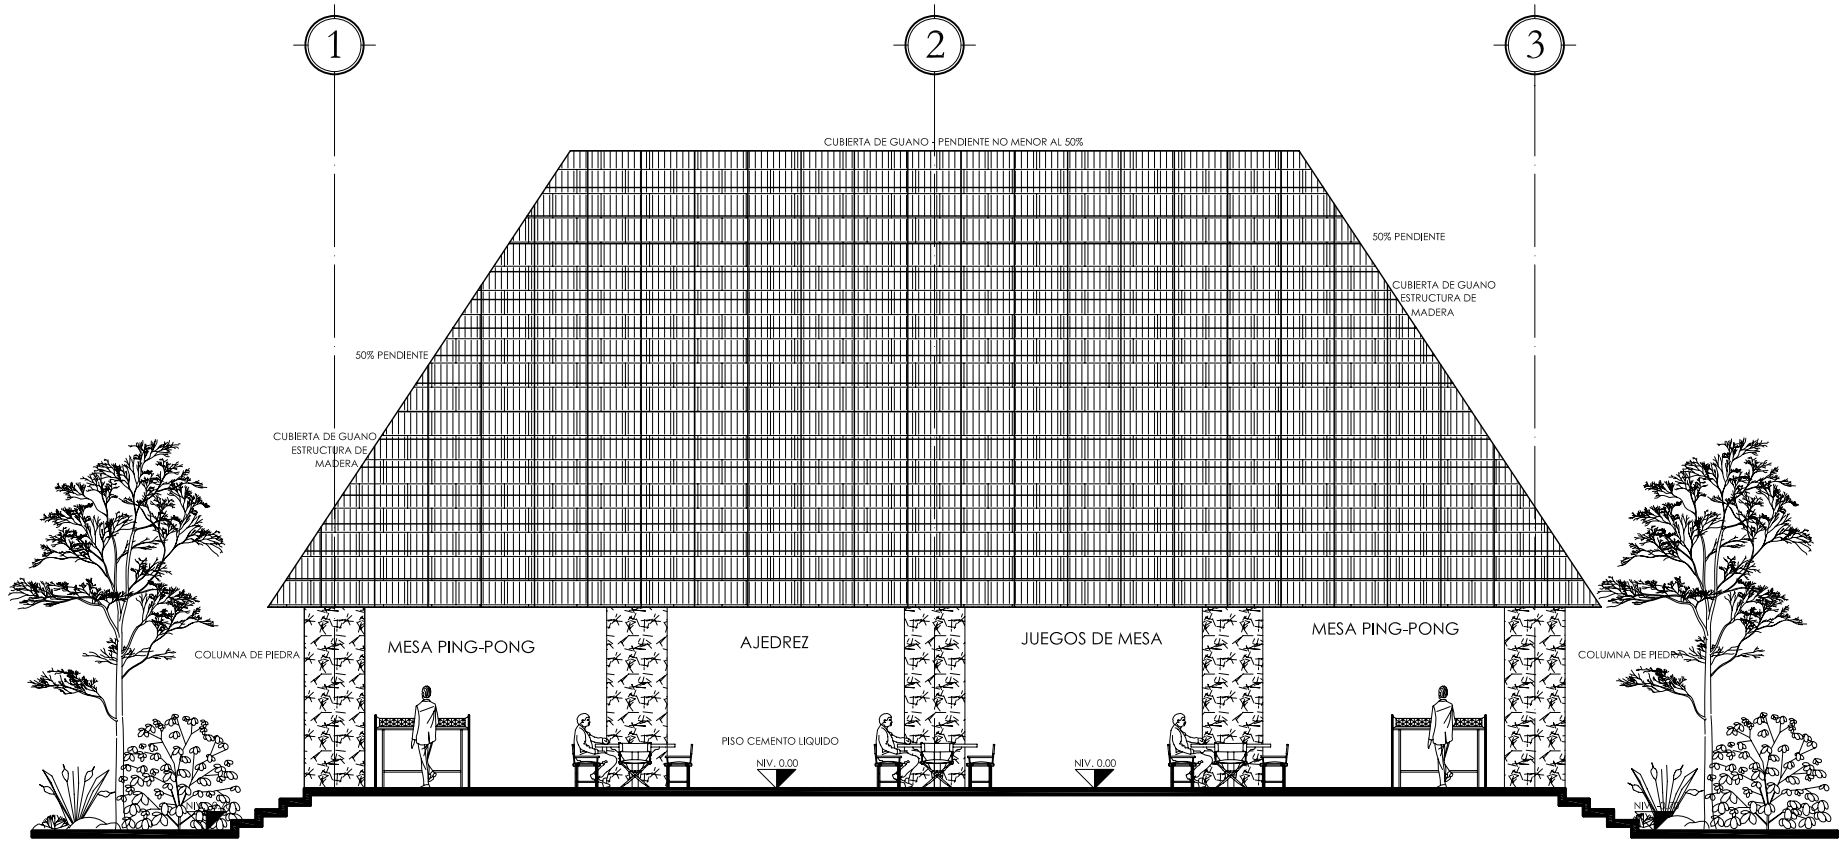 1
2
3
CUBIERTA DE GUANO - PENDIENTE NO MENOR AL 50%
50% PENDIENTE
CUBIERTA DE GUANO
ESTRUCTURA DE
MADERA
50% PENDIENTE
CUBIERTA DE GUANO
ESTRUCTURA DE
MADERA
MESA PING-PONG
AJEDREZ
JUEGOS DE MESA
MESA PING-PONG
COLUMNA DE PIEDRA
COLUMNA DE PIEDRA
PISO CEMENTO LIQUIDO
NIV. 0.00
NIV. 0.00
NIV.
NIV.